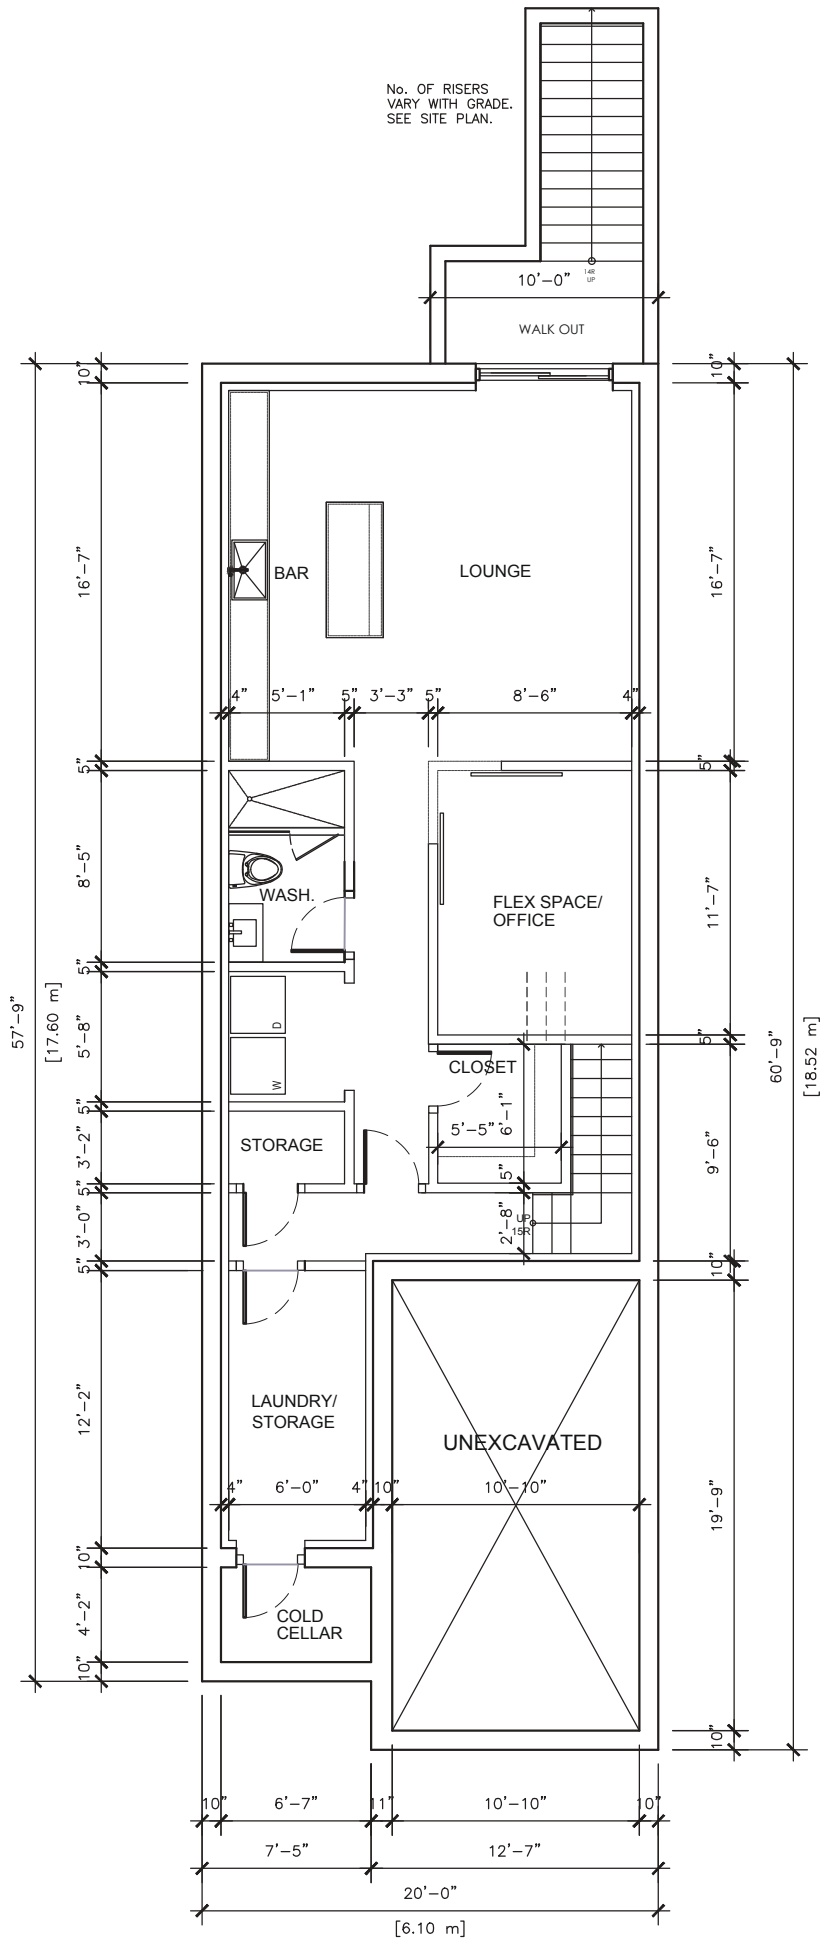 No. OF RISERS
VARY WITH GRADE.
SEE SITE PLAN.
14R
UP
10'-0"
WALK OUT
10"
10"
16'-7"
BAR
LOUNGE
16'-7"
4"
5'-1"
5"
3'-3"
5"
8'-6"
4"
5"
5"
8'-5"
WASH.
FLEX SPACE/
OFFICE
11'-7"
5"
57'-9"
[17.60 m]
5'-8"
D
W
5"
60'-9"
[18.52 m]
CLOSET
5"
6'-1"
5'-5"
3'-2"
STORAGE
9'-6"
5"
5"
3'-0"
2'-8"
UP
15R
5"
10"
12'-2"
LAUNDRY/
STORAGE
UNEXCAVATED
4"
6'-0"
4"
10"
10'-10"
19'-9"
10"
4'-2"
COLD
CELLAR
10"
10"
10"
6'-7"
11"
10'-10"
10"
7'-5"
12'-7"
20'-0"
[6.10 m]